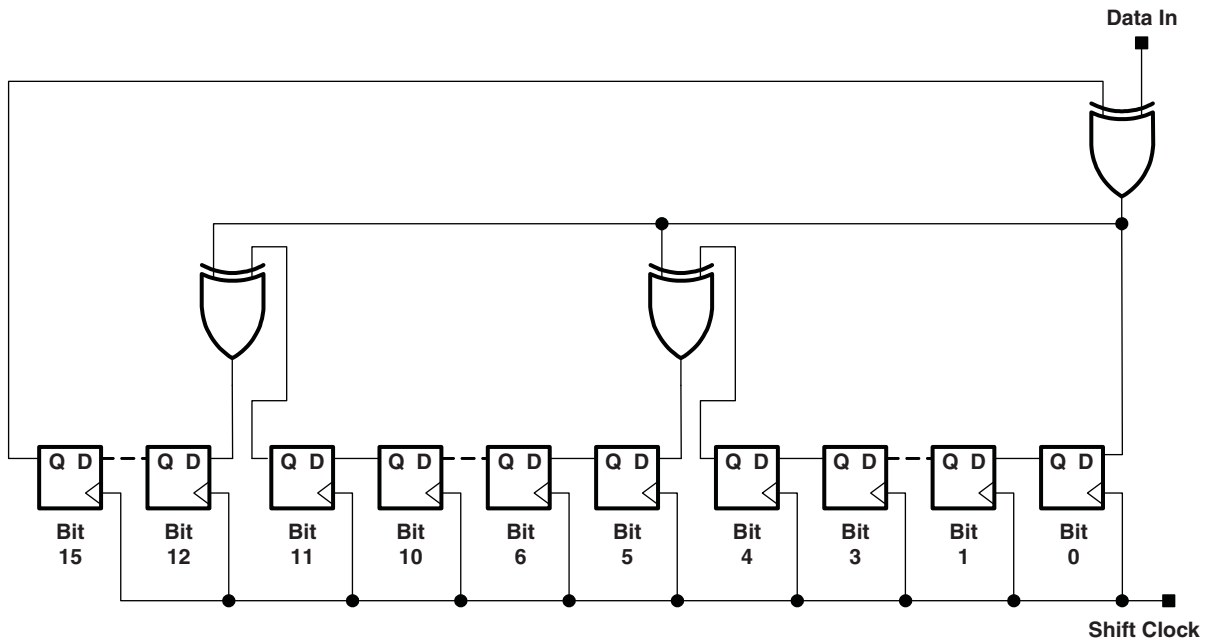 Data In
Q D Q D Q D Q D Q D Q D Q D Q D Q D Q D
Bit Bit Bit Bit Bit Bit Bit Bit Bit Bit
15 12 11 10 6 5 4 3 1 0
Shift Clock